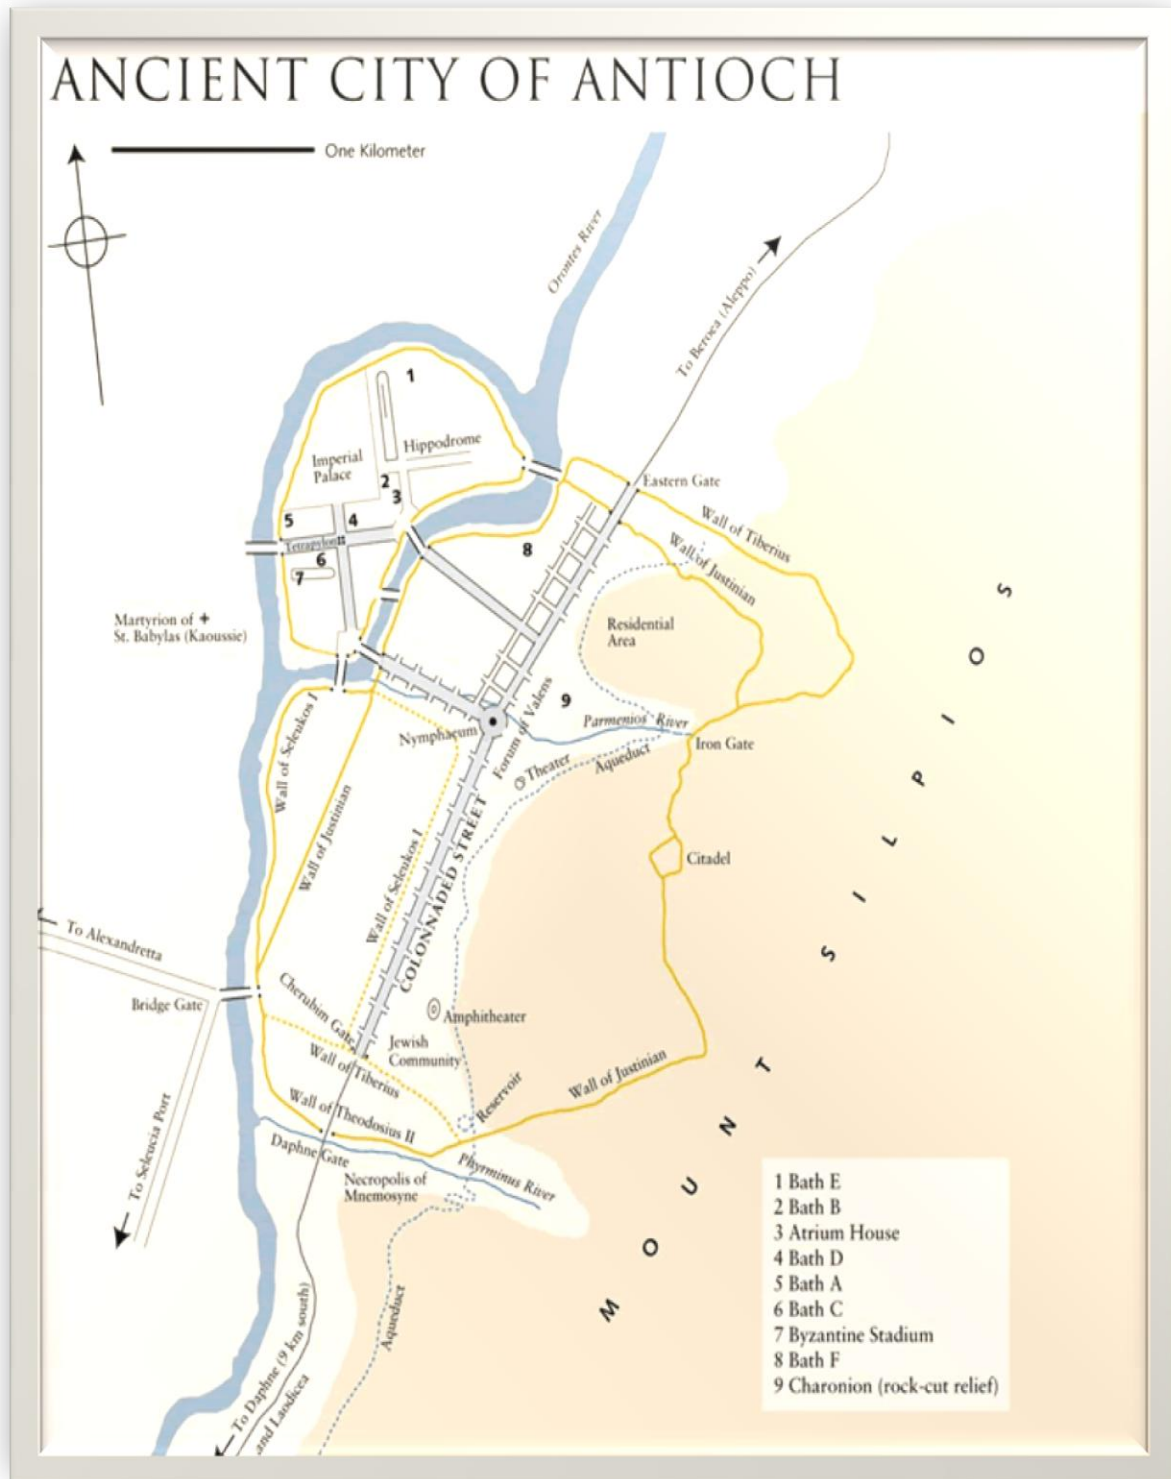 ANCIENT CITY OF ANTIOCH
One Kilometer
Orontes River
To Beroea (Aleppo)
1
Hippodrome
Imperial
Palace
2
3
Eastern Gate
5
4
Wall of Tiberius
Tetrapylon
8
Wall of Justinian
6
7
Martyrion of
St. Babylas (Kaoussie)
Residential
Area
9
Wall of Seleukos I
Nymphaeum
Forum of Valens
Parmenios River
Iron Gate
Theater
Aqueduct
Wall of Justinian
Wall of Seleukos I
COLONNADED STREET
Citadel
To Alexandretta
Bridge Gate
Cherubim Gate
Amphitheater
Jewish
Community
Wall of Tiberius
Wall of Justinian
Reservoir
Wall of Theodosius II
Daphne Gate
Phyrminus River
Necropolis of
Mnemosyne
To Seleucia Port
Aqueduct
To Daphne (9 km south)
and Laodicea
MOUNT SILPIOS
1 Bath E
2 Bath B
3 Atrium House
4 Bath D
5 Bath A
6 Bath C
7 Byzantine Stadium
8 Bath F
9 Charonion (rock-cut relief)